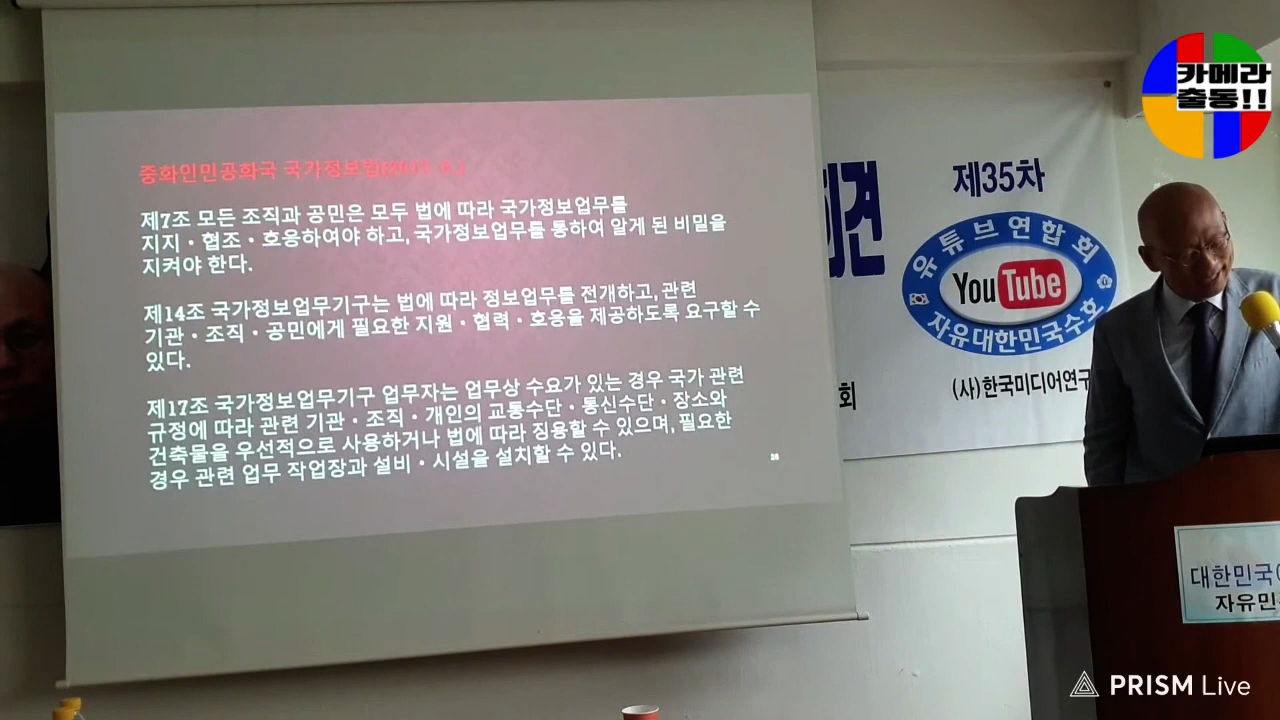 중화인민공화국 국가정보법(2017. 6.)
제7조 모든 조직과 공민은 모두 법에 따라 국가정보업무를
지지・협조・호응하여야 하고, 국가정보업무를 통하여 알게 된 비밀을
지켜야 한다.
제14조 국가정보업무기구는 법에 따라 정보업무를 전개하고, 관련
기관・조직・공민에게 필요한 지원・협력・호응을 제공하도록 요구할 수
있다.
제17조 국가정보업무기구 업무자는 업무상 수요가 있는 경우 국가 관련
규정에 따라 관련 기관・조직・개인의 교통수단・통신수단・장소와
건축물을 우선적으로 사용하거나 법에 따라 징용할 수 있으며, 필요한
경우 관련 업무 작업장과 설비・시설을 설치할 수 있다.
카메라
출동!!
회견
제35차
유튜브연합회
YouTube
자유대한민국수호
회
(사)한국미디어연구
대한민국
자유민
PRISM Live